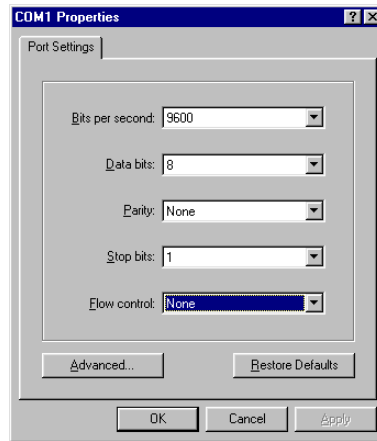 COM1 Properties
Port Settings
Bits per second: 9600
Data bits: 8
Parity: None
Stop bits: 1
Flow control: None
Advanced... Restore Defaults
OK Cancel Apply